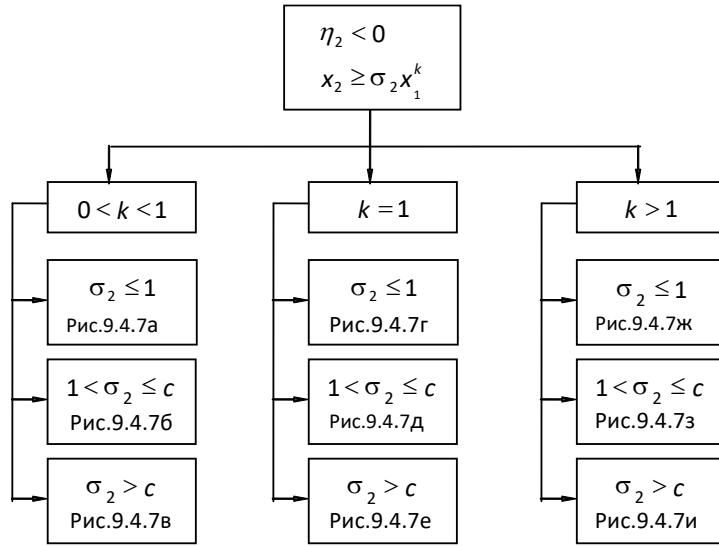 η₂ < 0
x₂ ≥ σ₂x₁ᵏ
0 < k < 1
k = 1
k > 1
σ₂ ≤ 1
Рис.9.4.7а
σ₂ ≤ 1
Рис.9.4.7г
σ₂ ≤ 1
Рис.9.4.7ж
1 < σ₂ ≤ c
Рис.9.4.7б
1 < σ₂ ≤ c
Рис.9.4.7д
1 < σ₂ ≤ c
Рис.9.4.7з
σ₂ > c
Рис.9.4.7в
σ₂ > c
Рис.9.4.7е
σ₂ > c
Рис.9.4.7и